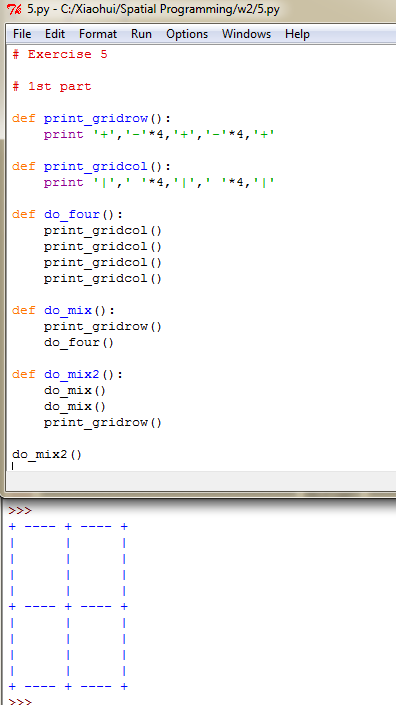 5.py - C:/Xiaohui/Spatial Programming/w2/5.py
File Edit Format Run Options Windows Help
# Exercise 5
# 1st part
def print_gridrow():
    print '+','-'*4,'+','-'*4,'+'
def print_gridcol():
    print '|',' '*4,'|',' '*4,'|'
def do_four():
    print_gridcol()
    print_gridcol()
    print_gridcol()
    print_gridcol()
def do_mix():
    print_gridrow()
    do_four()
def do_mix2():
    do_mix()
    do_mix()
    print_gridrow()
do_mix2()
>>>
+ ---- + ---- +
|      |      |
|      |      |
|      |      |
|      |      |
+ ---- + ---- +
|      |      |
|      |      |
|      |      |
|      |      |
+ ---- + ---- +
>>>